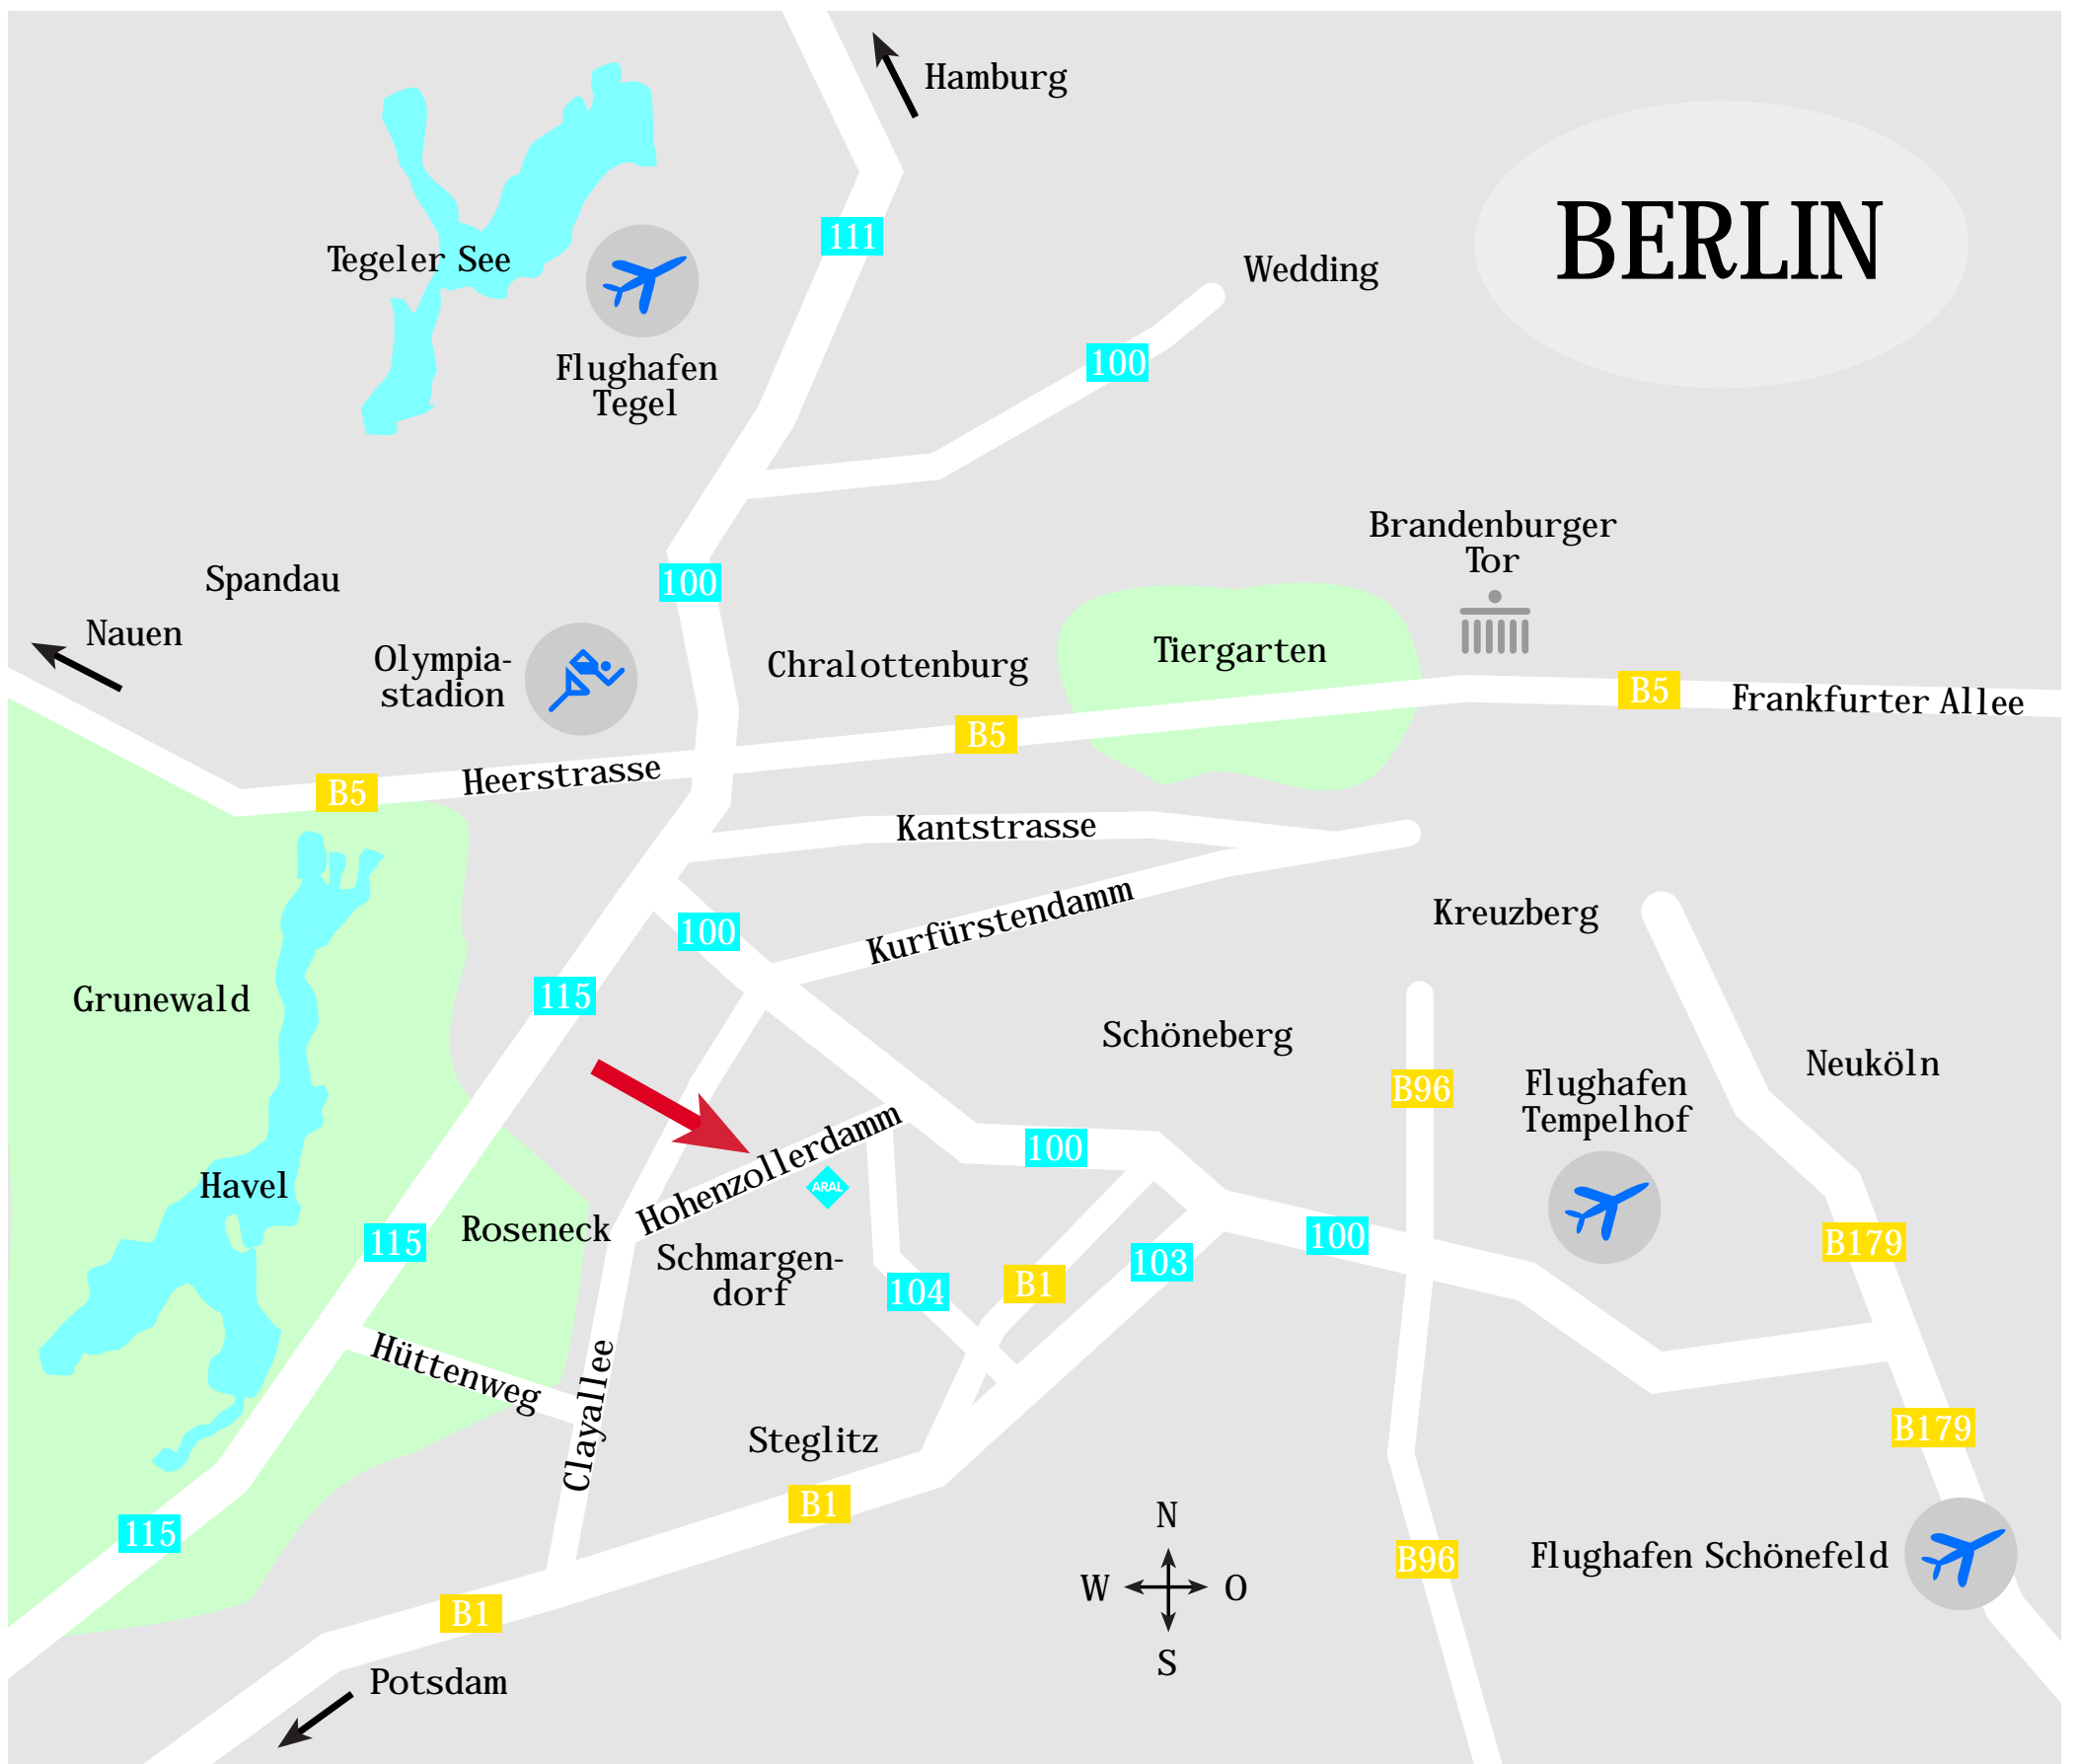 Hamburg
BERLIN
111
Tegeler See
Wedding
100
Flughafen
Tegel
Brandenburger
Tor
Spandau
100
Nauen
Olympia-
stadion
Chralottenburg
Tiergarten
B5
Frankfurter Allee
B5
Heerstrasse
B5
Kantstrasse
Kurfürstendamm
Kreuzberg
100
115
Grunewald
Schöneberg
B96
Flughafen
Tempelhof
Neuköln
Hohenzollerdamm
100
ARAL
Havel
115
Roseneck
Schmargen-
dorf
104
B1
103
100
B179
Hüttenweg
Clayallee
Steglitz
B179
B1
115
N
W
O
S
B96
Flughafen Schönefeld
B1
Potsdam